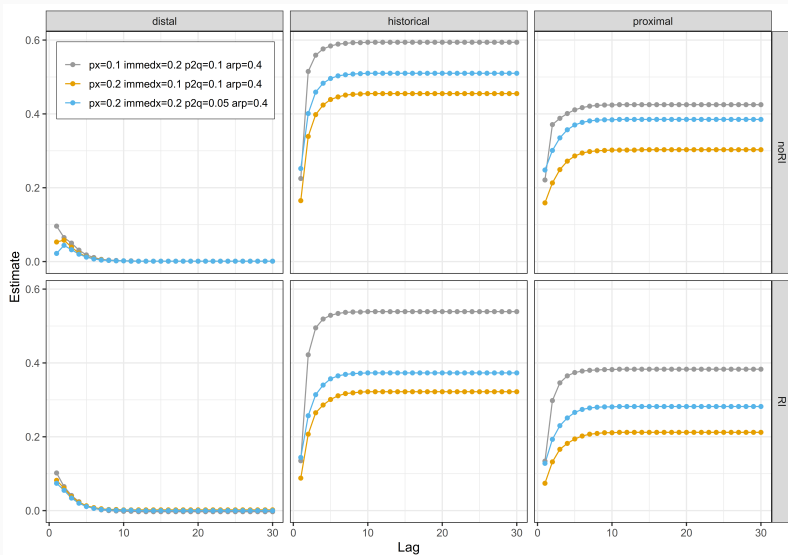 distal historical proximal
0.6
px=0.1 immedx=0.2 p2q=0.1 arp=0.4
px=0.2 immedx=0.1 p2q=0.1 arp=0.4
px=0.2 immedx=0.2 p2q=0.05 arp=0.4
0.4
noRI
0.2
0.0
Estimate
0.6
0.4
RI
0.2
0.0
0 10 20 30 0 10 20 30 0 10 20 30
Lag